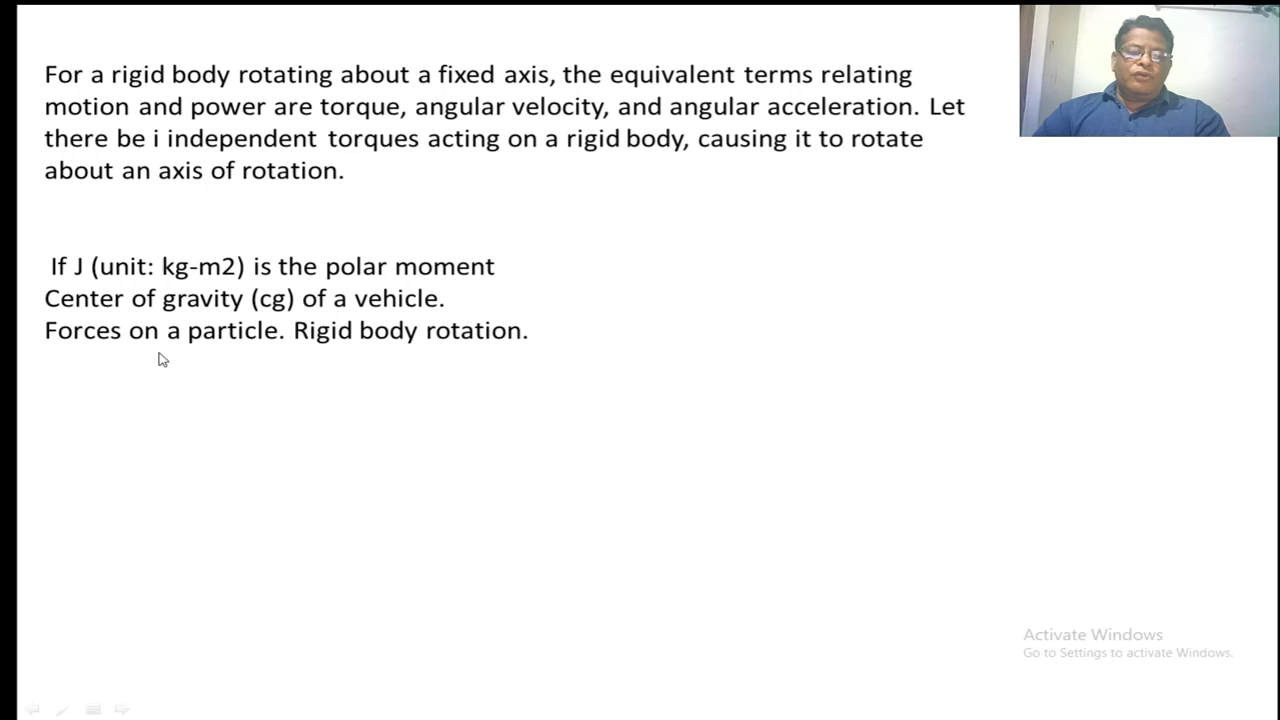 For a rigid body rotating about a fixed axis, the equivalent terms relating
motion and power are torque, angular velocity, and angular acceleration. Let
there be i independent torques acting on a rigid body, causing it to rotate
about an axis of rotation.
If J (unit: kg-m2) is the polar moment
Center of gravity (cg) of a vehicle.
Forces on a particle. Rigid body rotation.
Activate Windows
Go to Settings to activate Windows.